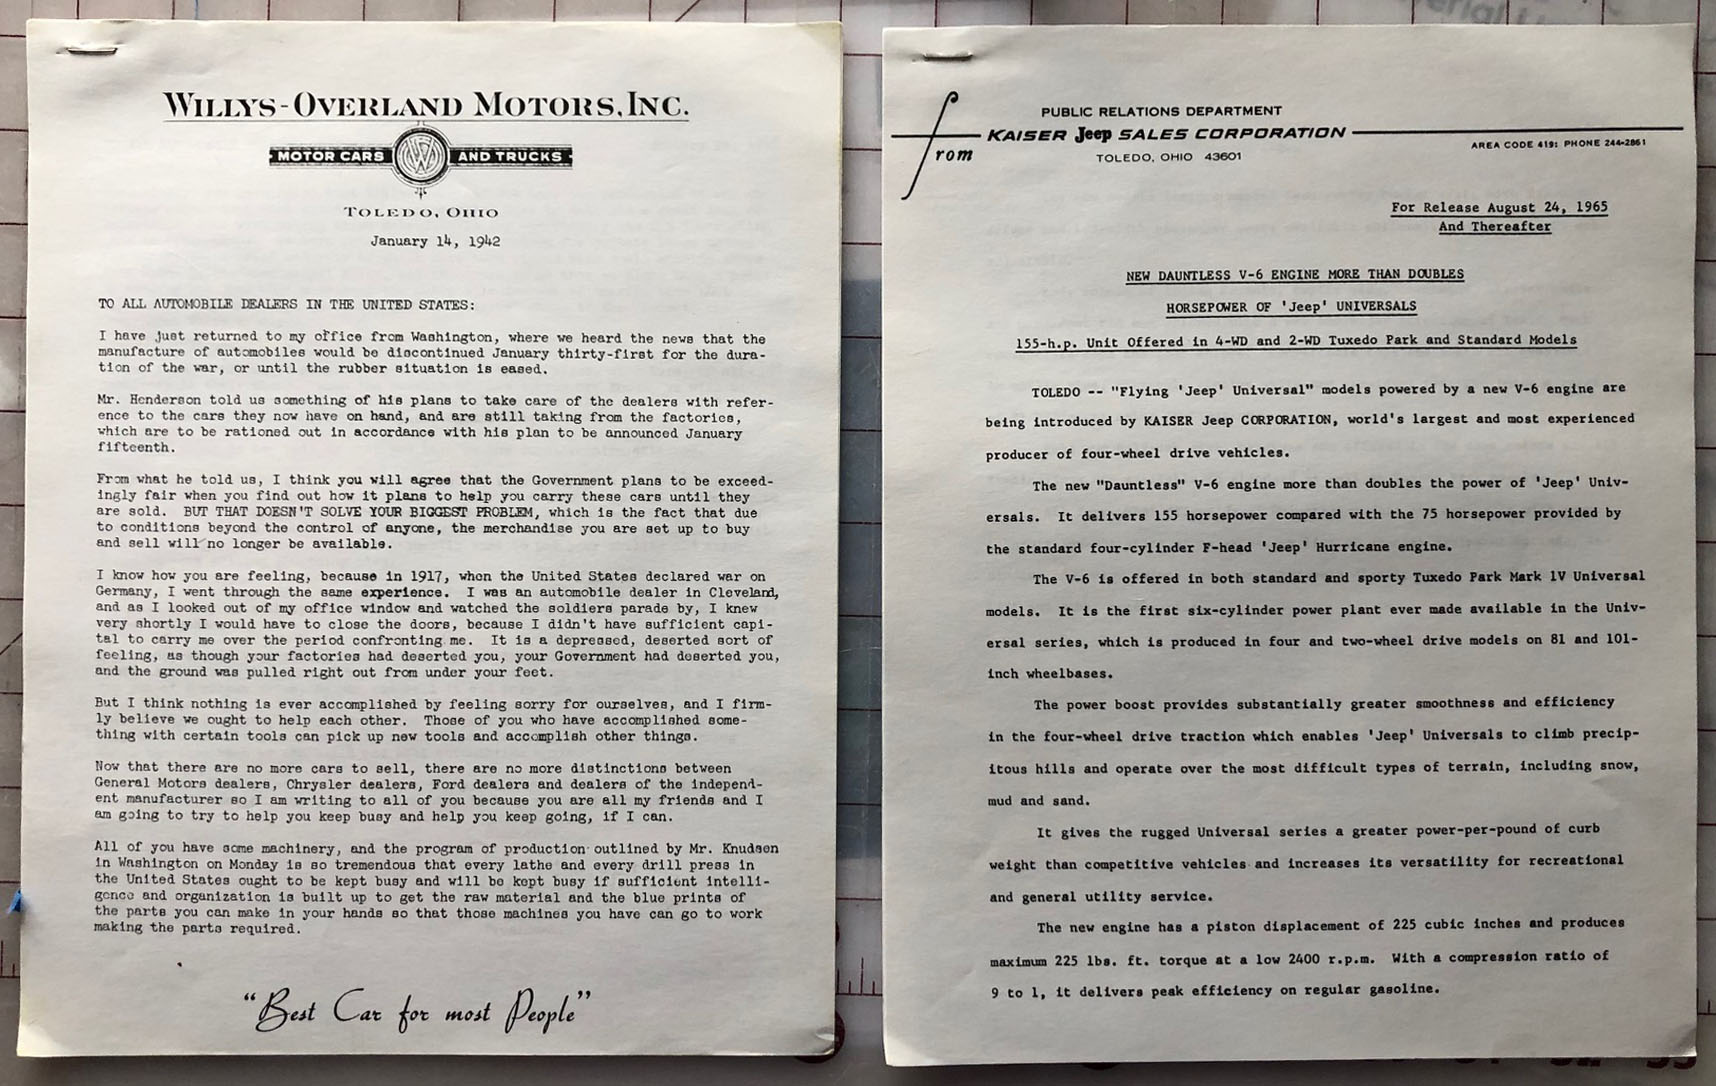 WILLYS-OVERLAND MOTORS, INC.
MOTOR CARS AND TRUCKS
TOLEDO, OHIO
January 14, 1942
TO ALL AUTOMOBILE DEALERS IN THE UNITED STATES:
I have just returned to my office from Washington, where we heard the news that the
manufacture of automobiles would be discontinued January thirty-first for the dura-
tion of the war, or until the rubber situation is eased.
Mr. Henderson told us something of his plans to take care of the dealers with refer-
ence to the cars they now have on hand, and are still taking from the factories,
which are to be rationed out in accordance with his plan to be announced January
fifteenth.
From what he told us, I think you will agree that the Government plans to be exceed-
ingly fair when you find out how it plans to help you carry these cars until they
are sold. BUT THAT DOESN'T SOLVE YOUR BIGGEST PROBLEM, which is the fact that due
to conditions beyond the control of anyone, the merchandise you are set up to buy
and sell will no longer be available.
I know how you are feeling, because in 1917, when the United States declared war on
Germany, I went through the same experience. I was an automobile dealer in Cleveland,
and as I looked out of my office window and watched the soldiers parade by, I knew
very shortly I would have to close the doors, because I didn't have sufficient capi-
tal to carry me over the period confronting me. It is a depressed, deserted sort of
feeling, as though your factories had deserted you, your Government had deserted you,
and the ground was pulled right out from under your feet.
But I think nothing is ever accomplished by feeling sorry for ourselves, and I firm-
ly believe we ought to help each other. Those of you who have accomplished some-
thing with certain tools can pick up new tools and accomplish other things.
Now that there are no more cars to sell, there are no more distinctions between
General Motors dealers, Chrysler dealers, Ford dealers and dealers of the independ-
ent manufacturer so I am writing to all of you because you are all my friends and I
am going to try to help you keep busy and help you keep going, if I can.
All of you have some machinery, and the program of production outlined by Mr. Knudsen
in Washington on Monday is so tremendous that every lathe and every drill press in
the United States ought to be kept busy and will be kept busy if sufficient intelli-
gence and organization is built up to get the raw material and the blue prints of
the parts you can make in your hands so that those machines you have can go to work
making the parts required.
"Best Car for most People"
from
PUBLIC RELATIONS DEPARTMENT
KAISER Jeep SALES CORPORATION
TOLEDO, OHIO 43601
AREA CODE 419: PHONE 244-2861
For Release August 24, 1965
And Thereafter
NEW DAUNTLESS V-6 ENGINE MORE THAN DOUBLES
HORSEPOWER OF 'Jeep' UNIVERSALS
155-h.p. Unit Offered in 4-WD and 2-WD Tuxedo Park and Standard Models
TOLEDO -- "Flying 'Jeep' Universal" models powered by a new V-6 engine are
being introduced by KAISER Jeep CORPORATION, world's largest and most experienced
producer of four-wheel drive vehicles.
The new "Dauntless" V-6 engine more than doubles the power of 'Jeep' Univ-
ersals. It delivers 155 horsepower compared with the 75 horsepower provided by
the standard four-cylinder F-head 'Jeep' Hurricane engine.
The V-6 is offered in both standard and sporty Tuxedo Park Mark 1V Universal
models. It is the first six-cylinder power plant ever made available in the Univ-
ersal series, which is produced in four and two-wheel drive models on 81 and 101-
inch wheelbases.
The power boost provides substantially greater smoothness and efficiency
in the four-wheel drive traction which enables 'Jeep' Universals to climb precip-
itous hills and operate over the most difficult types of terrain, including snow,
mud and sand.
It gives the rugged Universal series a greater power-per-pound of curb
weight than competitive vehicles and increases its versatility for recreational
and general utility service.
The new engine has a piston displacement of 225 cubic inches and produces
maximum 225 lbs. ft. torque at a low 2400 r.p.m. With a compression ratio of
9 to 1, it delivers peak efficiency on regular gasoline.